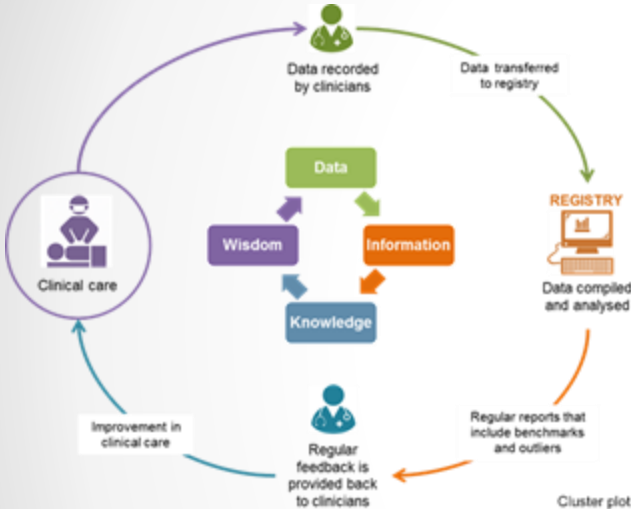 Data recorded
by clinicians
Data transferred
to registry
REGISTRY
Data compiled
and analysed
Regular reports that
include benchmarks
and outliers
Regular
feedback is
provided back
to clinicians
Improvement in
clinical care
Clinical care
Data
Information
Knowledge
Wisdom
Cluster plot